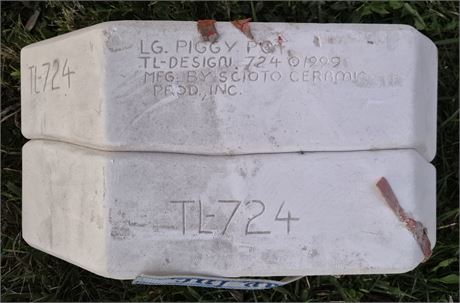 LG. PIGGY POT
TL-DESIGN. 724 ©1999
MFG. BY SCIOTO CERAMIC
PROD. INC.
TL-724
TL-724